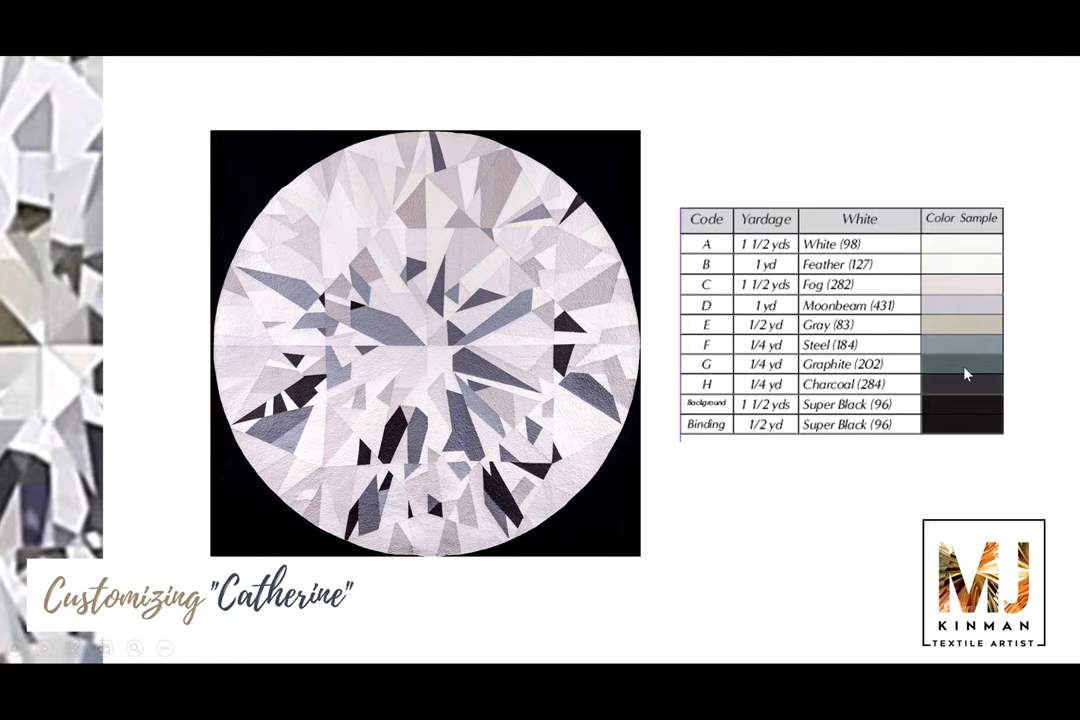 Code Yardage White Color Sample
A 1 1/2 yds White (98)
B 1 yd Feather (127)
C 1 1/2 yds Fog (282)
D 1 yd Moonbeam (431)
E 1/2 yd Gray (83)
F 1/4 yd Steel (184)
G 1/4 yd Graphite (202)
H 1/4 yd Charcoal (284)
Background 1 1/2 yds Super Black (96)
Binding 1/2 yd Super Black (96)
Customizing "Catherine"
MJ
KINMAN
TEXTILE ARTIST